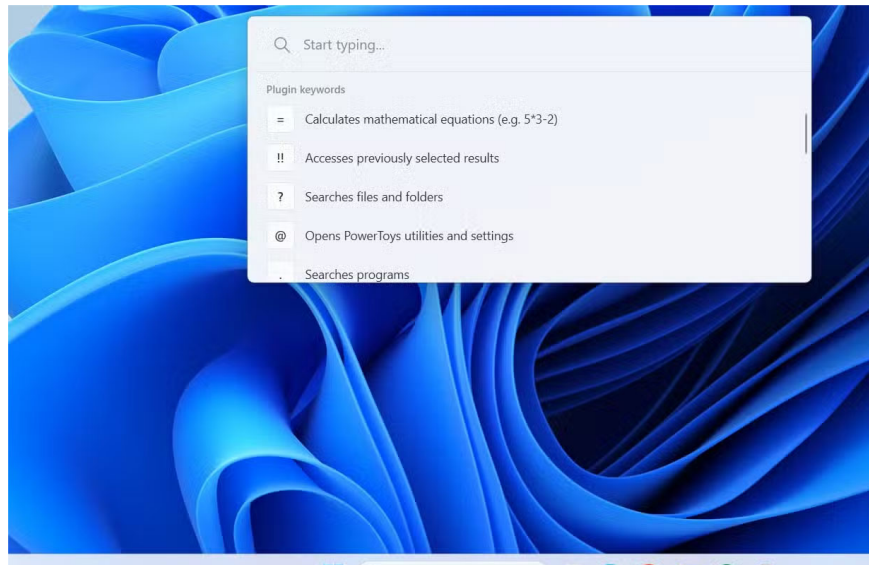 Start typing...
Plugin keywords
= Calculates mathematical equations (e.g. 5*3-2)
!! Accesses previously selected results
? Searches files and folders
@ Opens PowerToys utilities and settings
. Searches programs